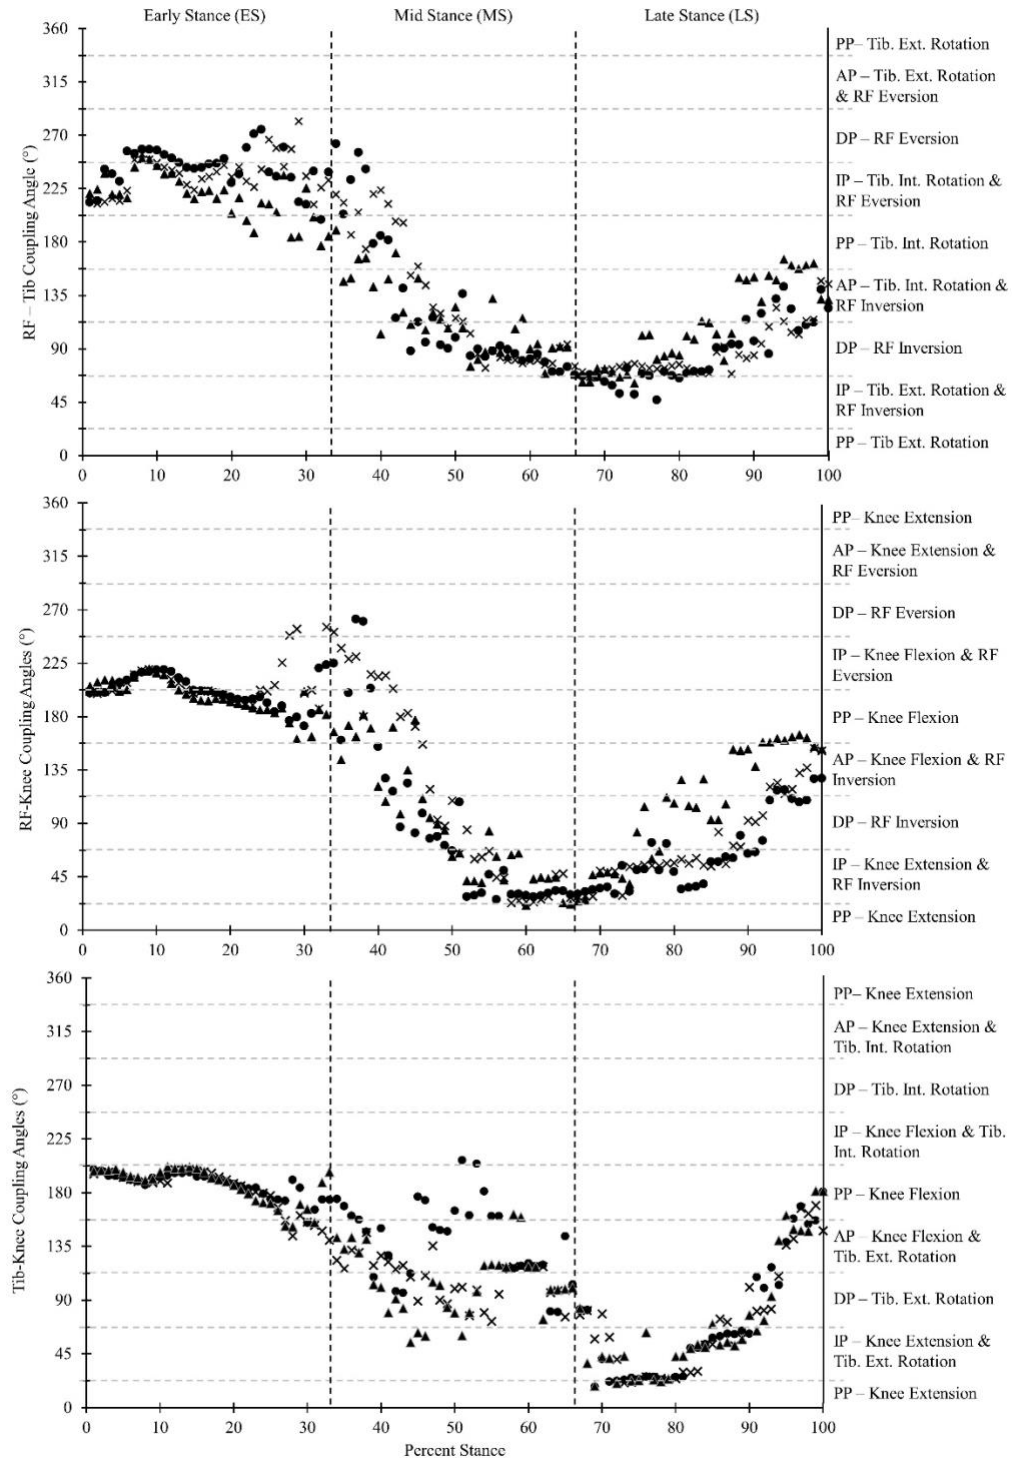 Early Stance (ES) Mid Stance (MS) Late Stance (LS)
RF – Tib Coupling Angle (°)
360
315
270
225
180
135
90
45
0
PP– Tib. Ext. Rotation
AP – Tib. Ext. Rotation
& RF Eversion
DP – RF Eversion
IP – Tib. Int. Rotation &
RF Eversion
PP – Tib. Int. Rotation
AP – Tib. Int. Rotation &
RF Inversion
DP – RF Inversion
IP – Tib. Ext. Rotation &
RF Inversion
PP – Tib Ext. Rotation
0 10 20 30 40 50 60 70 80 90 100
RF-Knee Coupling Angles (°)
360
315
270
225
180
135
90
45
0
PP– Knee Extension
AP – Knee Extension &
RF Eversion
DP – RF Eversion
IP – Knee Flexion & RF
Eversion
PP – Knee Flexion
AP – Knee Flexion & RF
Inversion
DP – RF Inversion
IP – Knee Extension &
RF Inversion
PP – Knee Extension
0 10 20 30 40 50 60 70 80 90 100
Tib-Knee Coupling Angles (°)
360
315
270
225
180
135
90
45
0
PP– Knee Extension
AP – Knee Extension &
Tib. Int. Rotation
DP – Tib. Int. Rotation
IP – Knee Flexion & Tib.
Int. Rotation
PP – Knee Flexion
AP – Knee Flexion &
Tib. Ext. Rotation
DP – Tib. Ext. Rotation
IP – Knee Extension &
Tib. Ext. Rotation
PP – Knee Extension
0 10 20 30 40 50 60 70 80 90 100
Percent Stance